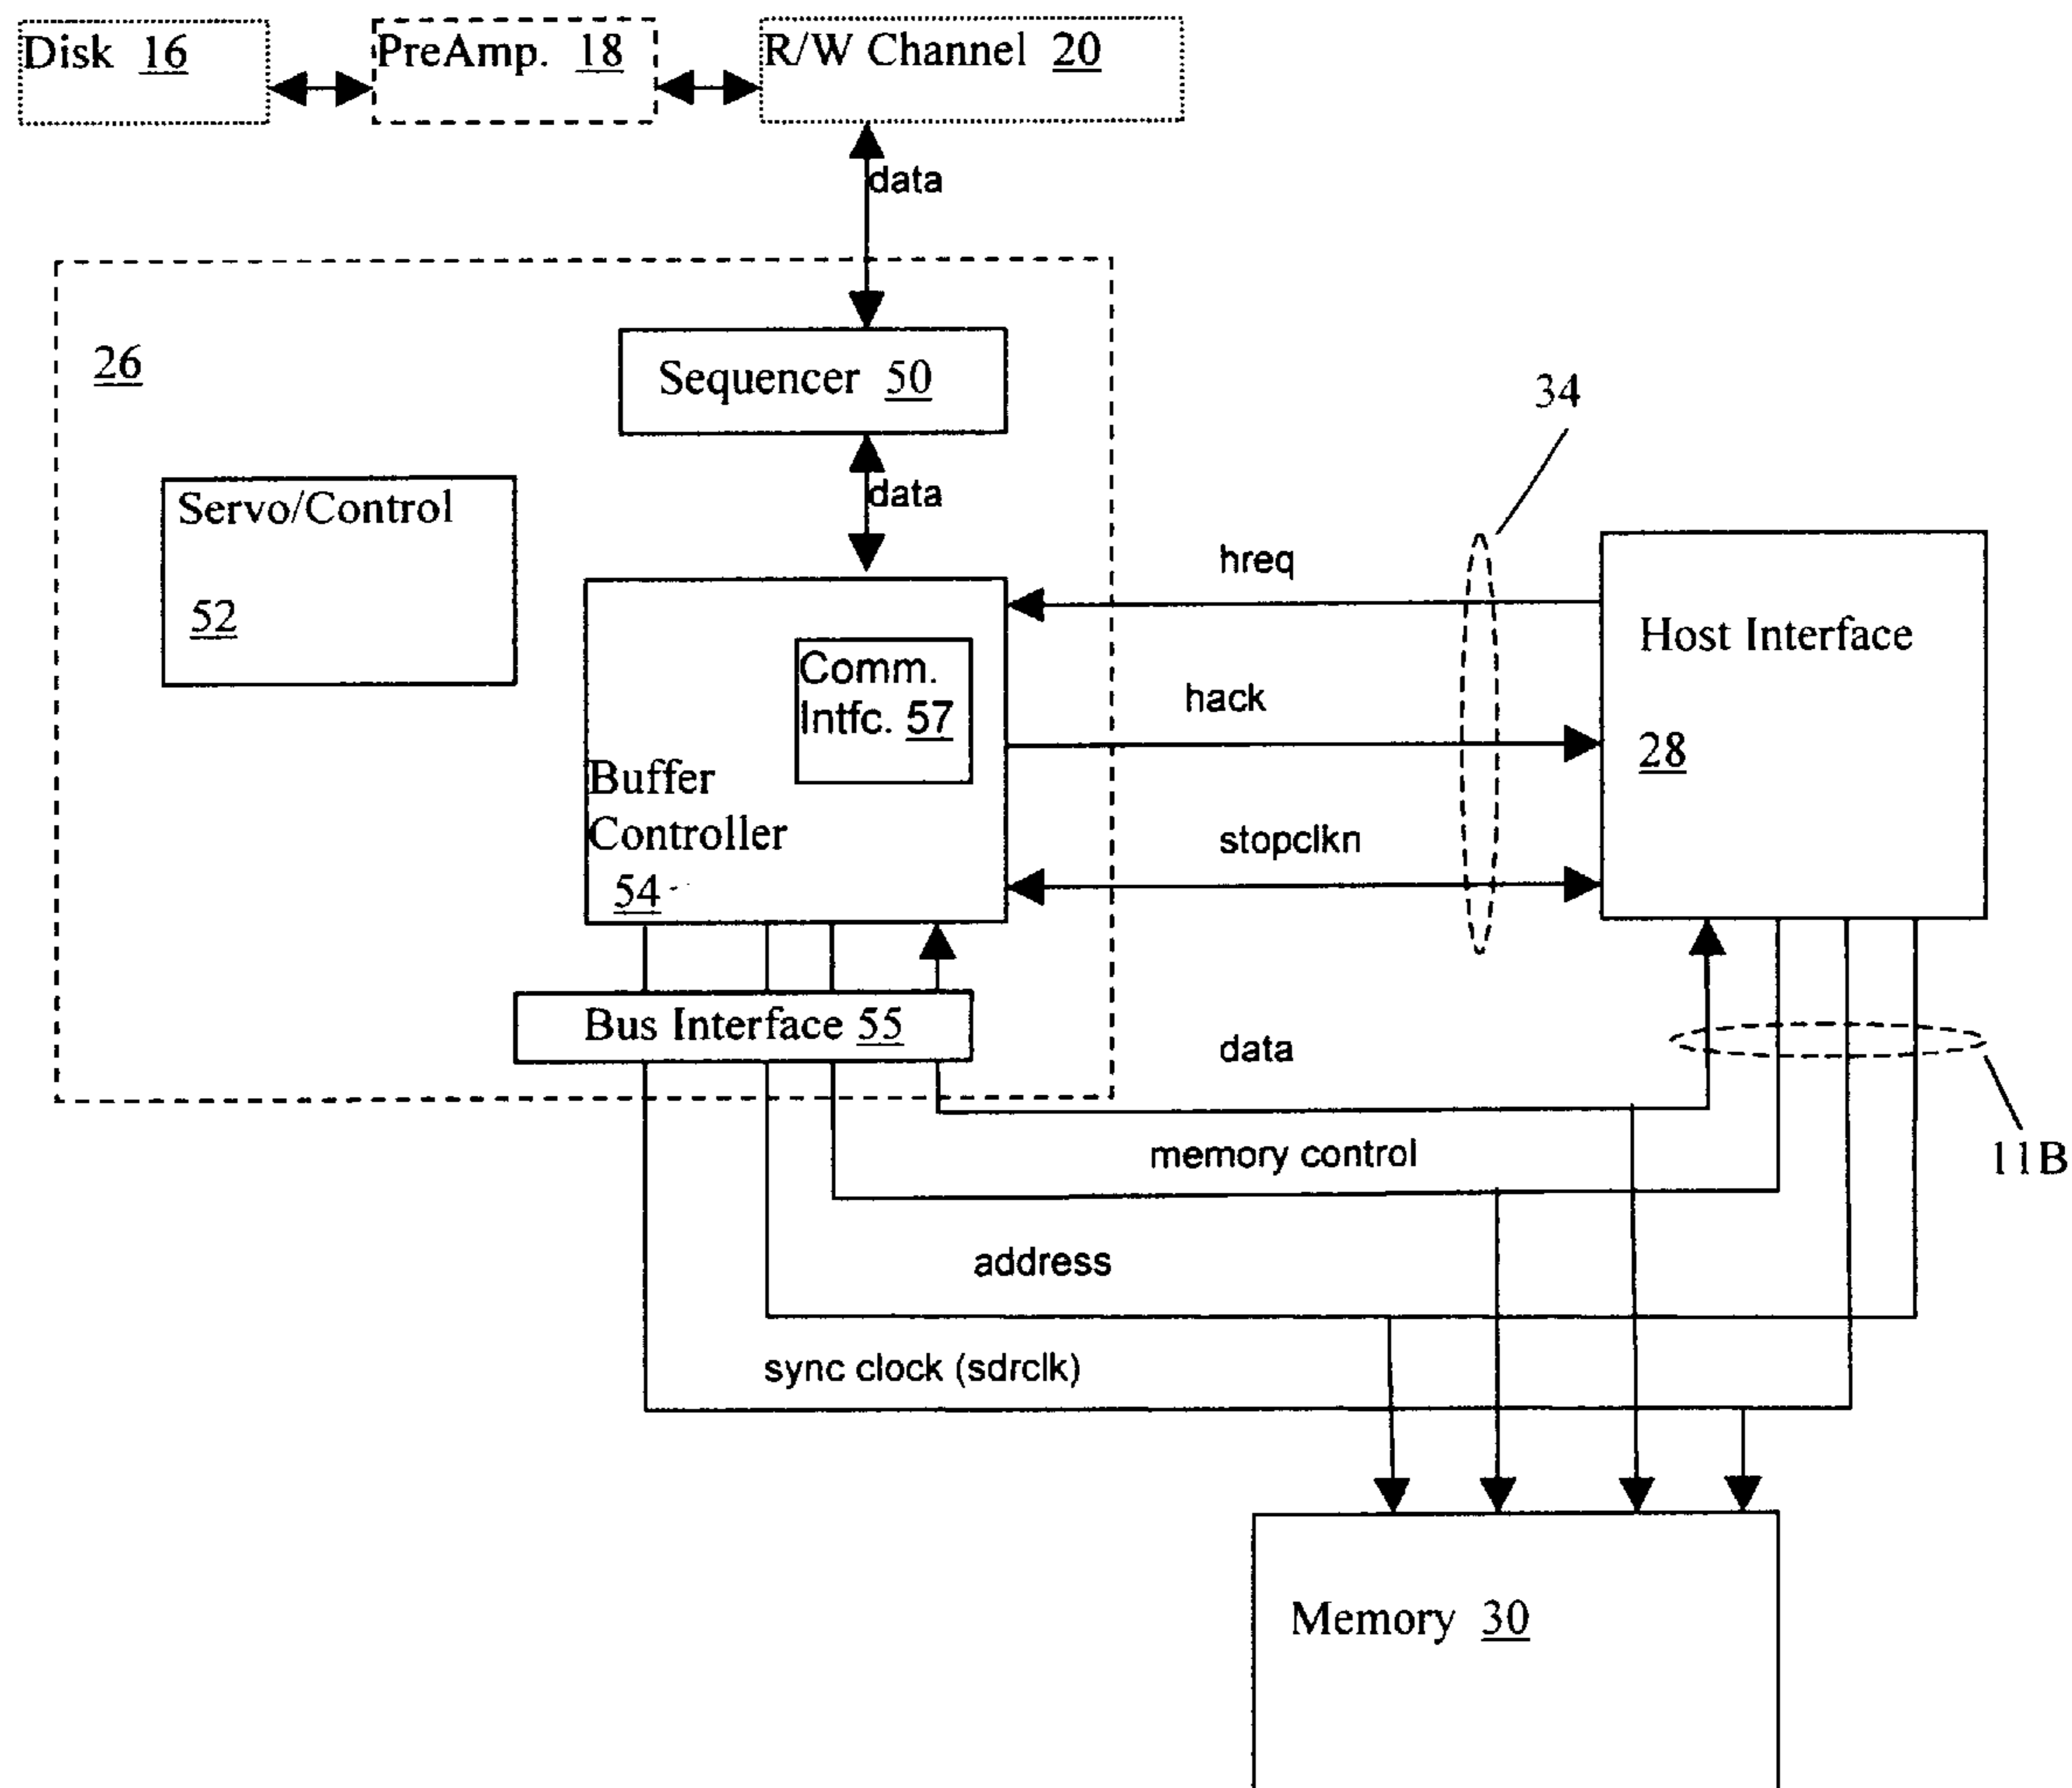 Disk 16
PreAmp. 18
R/W Channel 20
data
26
Sequencer 50
34
data
Servo/Control
52
hreq
Host Interface
28
Comm.
Intfc. 57
hack
Buffer
Controller
54
stopclkn
Bus Interface 55
data
11B
memory control
address
sync clock (sdrclk)
Memory 30